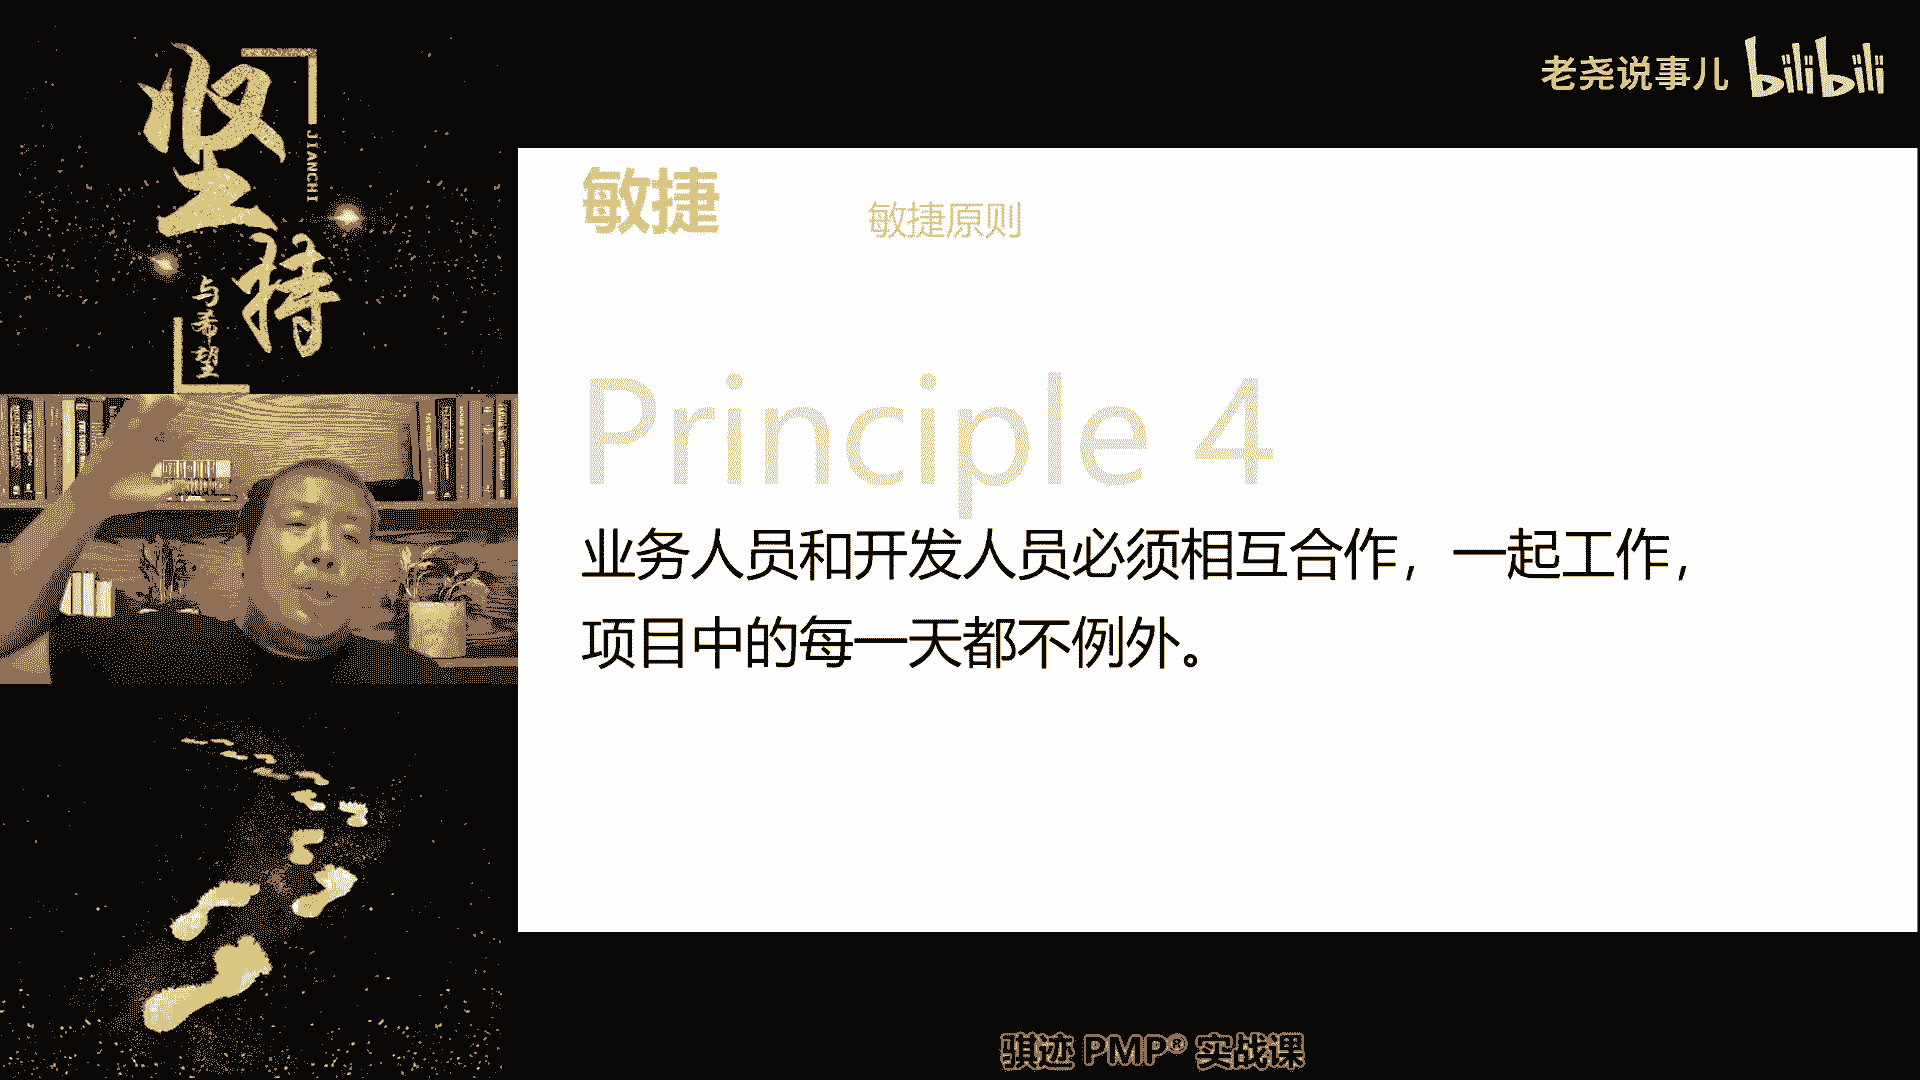 坚持
JIANCHI
与希望
老尧说事儿 bilibili
敏捷
敏捷原则
Principle 4
业务人员和开发人员必须相互合作，一起工作，
项目中的每一天都不例外。
骐迹 PMP® 实战课